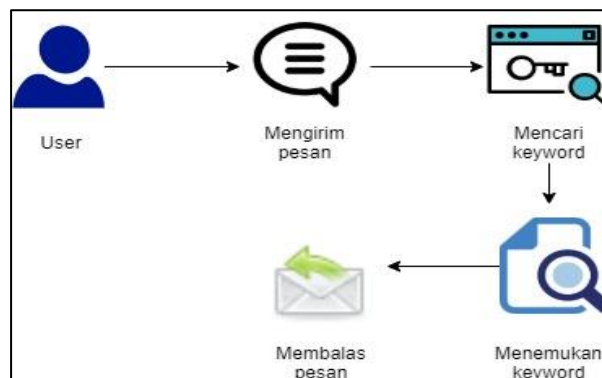 User
Mengirim
pesan
Mencari
keyword
Membalas
pesan
Menemukan
keyword